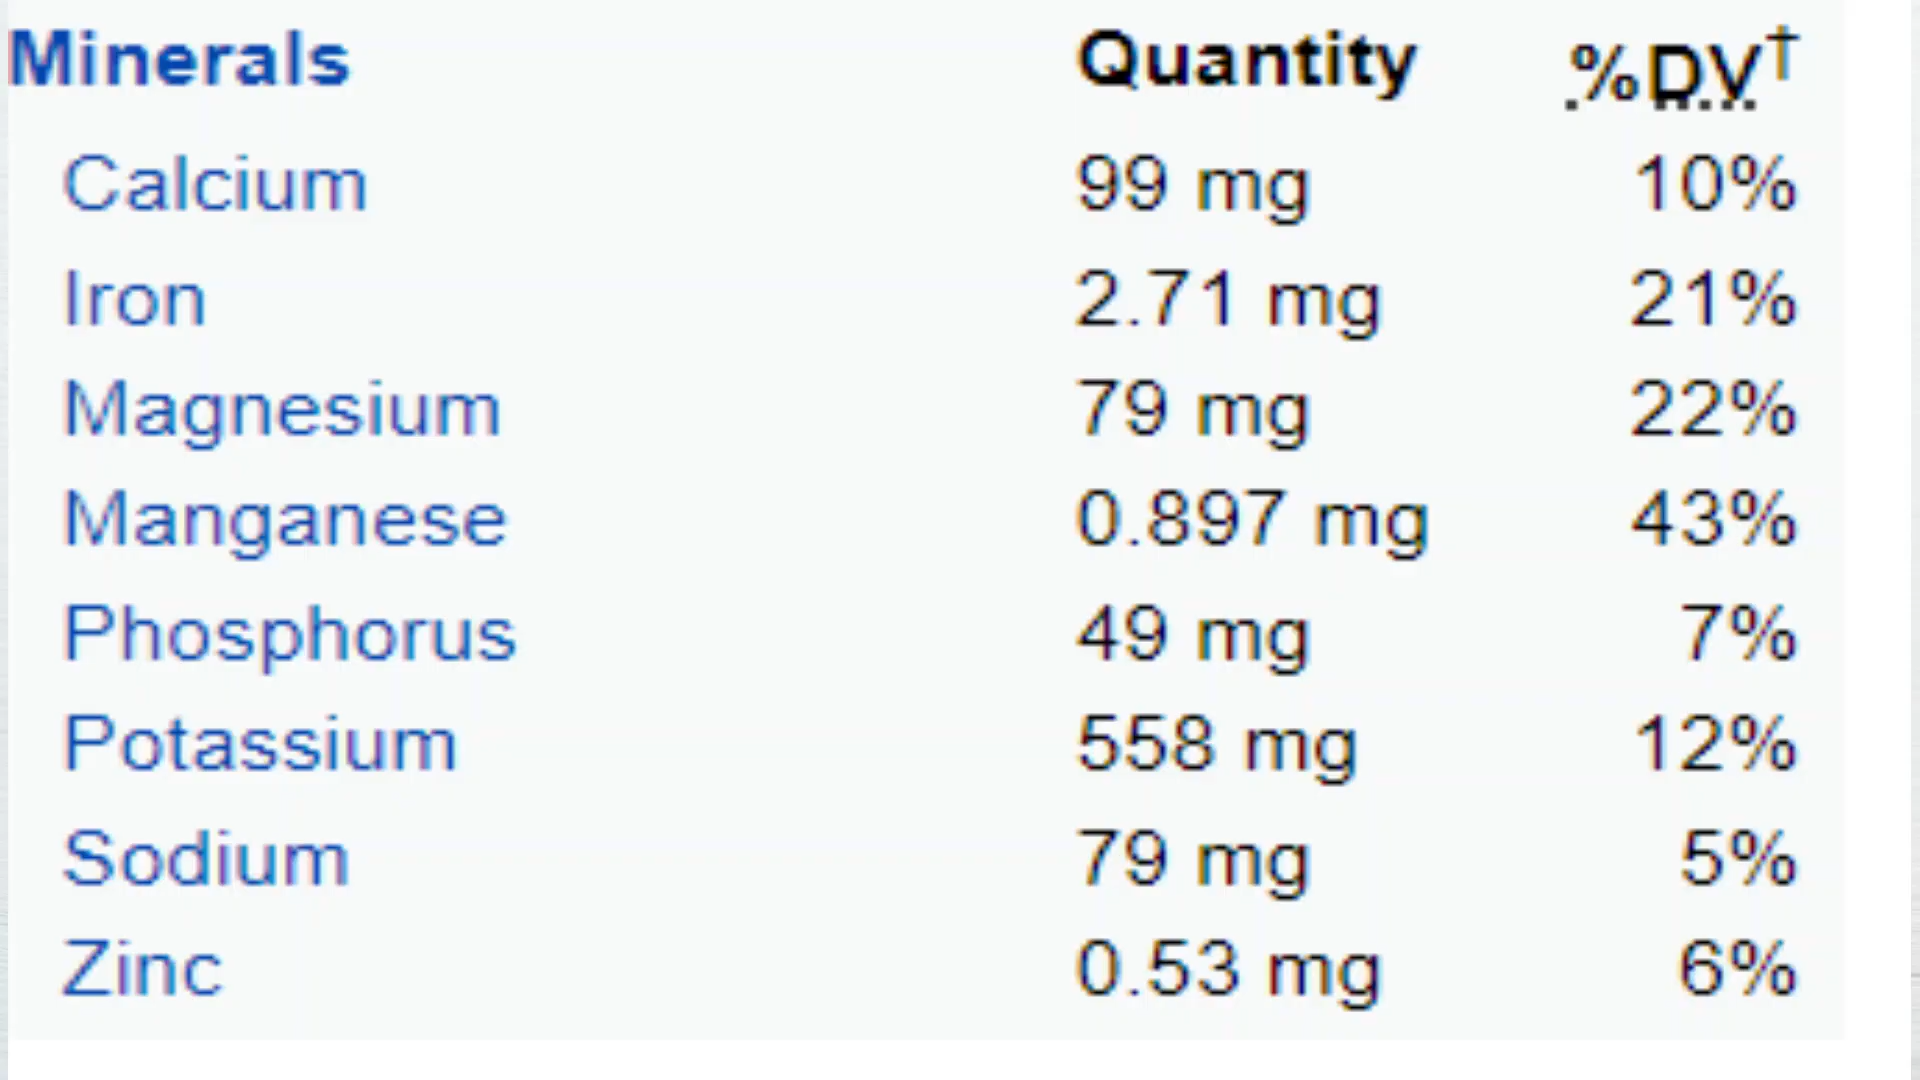 Minerals Quantity %DV†
Calcium 99 mg 10%
Iron 2.71 mg 21%
Magnesium 79 mg 22%
Manganese 0.897 mg 43%
Phosphorus 49 mg 7%
Potassium 558 mg 12%
Sodium 79 mg 5%
Zinc 0.53 mg 6%